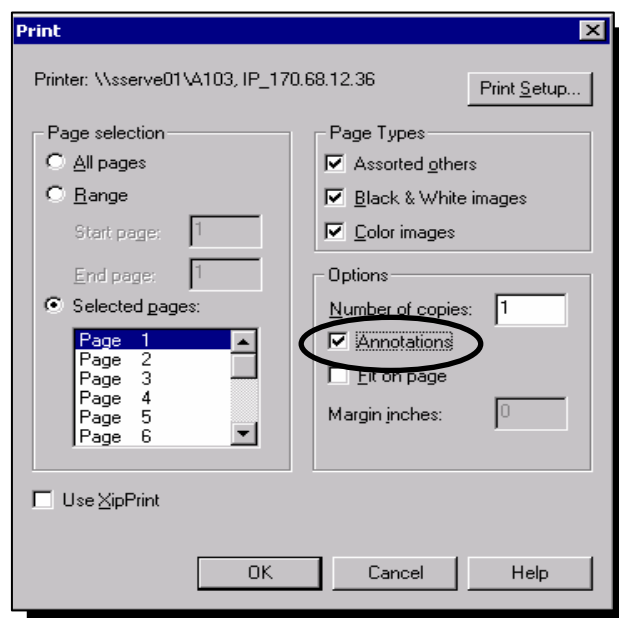 Print
Printer: \\sserve01\A103, IP_170.68.12.36
Print Setup...
Page selection
All pages
Range
Start page: 1
End page: 1
Selected pages:
Page 1
Page 2
Page 3
Page 4
Page 5
Page 6
Page Types
Assorted others
Black & White images
Color images
Options
Number of copies: 1
Annotations
Fit on page
Margin inches: 0
Use XipPrint
OK
Cancel
Help